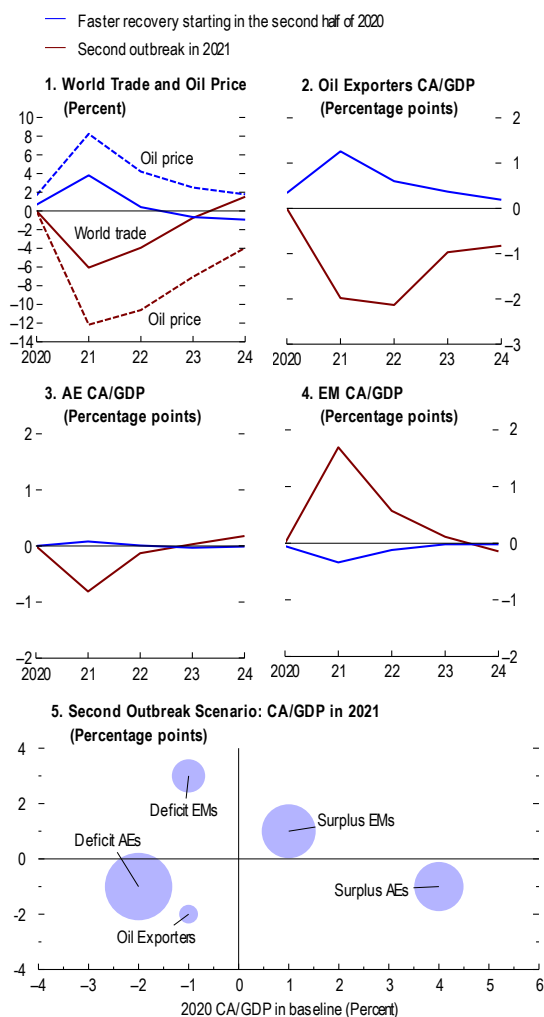 Faster recovery starting in the second half of 2020
Second outbreak in 2021
1. World Trade and Oil Price
(Percent)
10
8
6
4
2
0
–2
–4
–6
–8
–10
–12
–14
Oil price
World trade
Oil price
2020 21 22 23 24
2. Oil Exporters CA/GDP
(Percentage points)
2
1
0
–1
–2
–3
2020 21 22 23 24
3. AE CA/GDP
(Percentage points)
2
1
0
–1
–2
2020 21 22 23 24
4. EM CA/GDP
(Percentage points)
2
1
0
–1
–2
2020 21 22 23 24
5. Second Outbreak Scenario: CA/GDP in 2021
(Percentage points)
4
2
0
–2
–4
Deficit EMs
Surplus EMs
Deficit AEs
Surplus AEs
Oil Exporters
–4 –3 –2 –1 0 1 2 3 4 5 6
2020 CA/GDP in baseline (Percent)